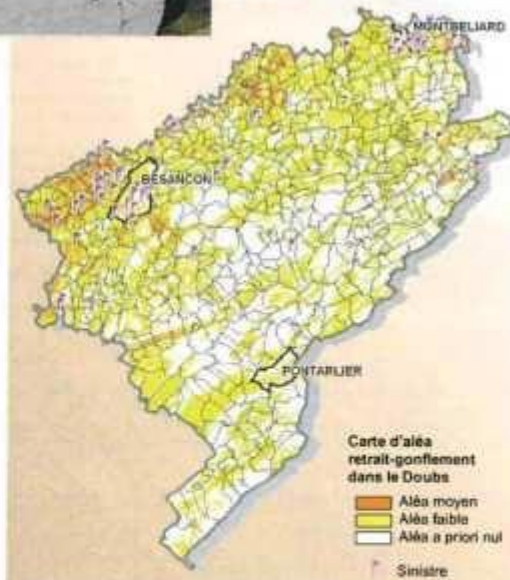 MONTBELIARD
BESANCON
PONTARLIER
Carte d'aléa
retrait-gonflement
dans le Doubs
Aléa moyen
Aléa faible
Aléa a priori nul
Sinistre